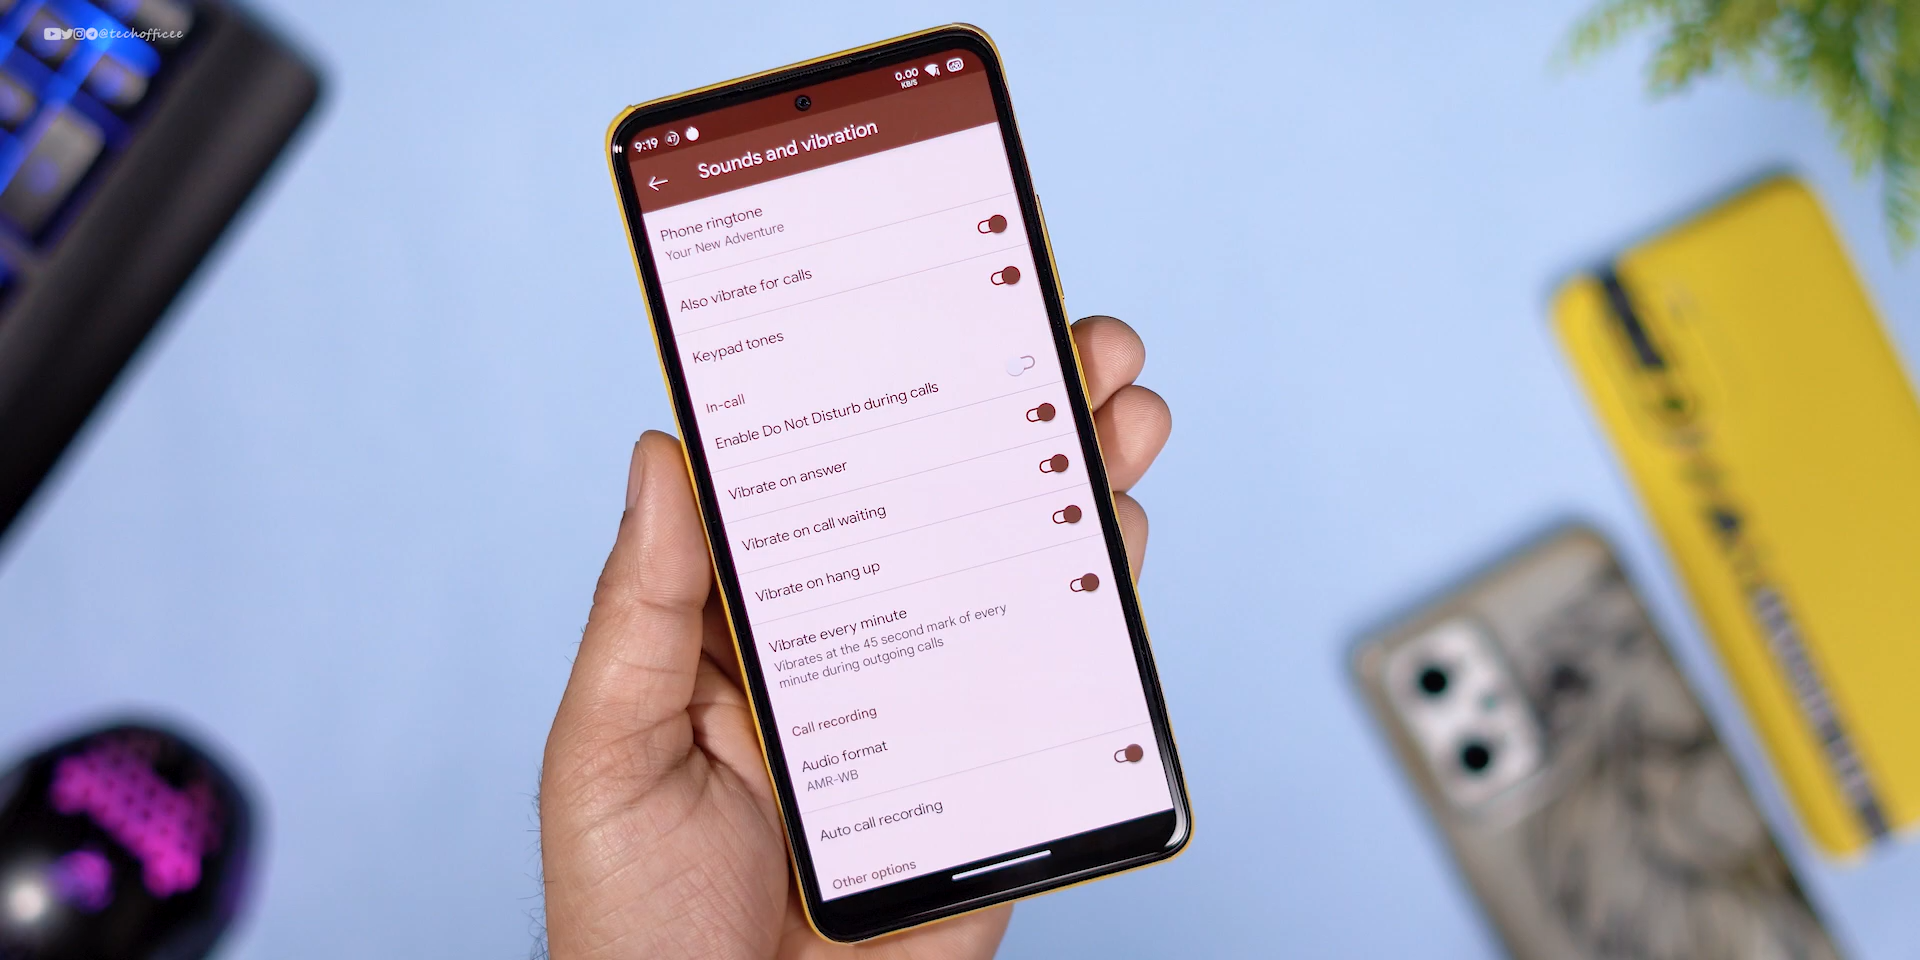 @techofficee
9:19 47
0.00
KB/S
Sounds and vibration
Phone ringtone
Your New Adventure
Also vibrate for calls
Keypad tones
In-call
Enable Do Not Disturb during calls
Vibrate on answer
Vibrate on call waiting
Vibrate on hang up
Vibrate every minute
Vibrates at the 45 second mark of every
minute during outgoing calls
Call recording
Audio format
AMR-WB
Auto call recording
Other options